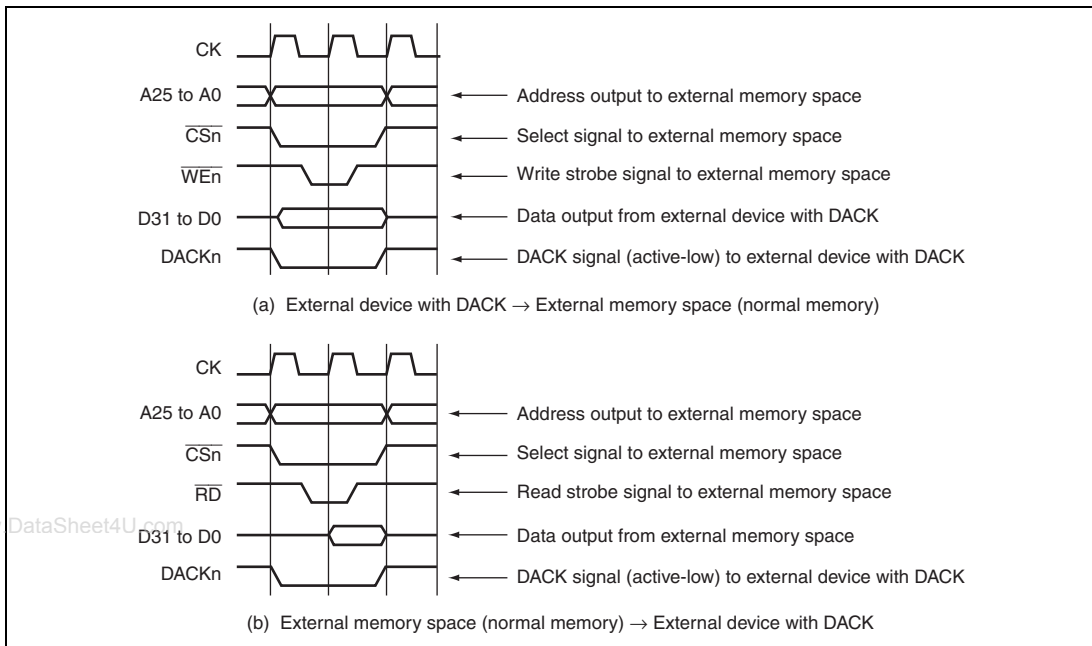 CK
A25 to A0 Address output to external memory space
CSn Select signal to external memory space
WEn Write strobe signal to external memory space
D31 to D0 Data output from external device with DACK
DACKn DACK signal (active-low) to external device with DACK
(a) External device with DACK → External memory space (normal memory)
CK
A25 to A0 Address output to external memory space
CSn Select signal to external memory space
RD Read strobe signal to external memory space
DataSheet4U.com
D31 to D0 Data output from external memory space
DACKn DACK signal (active-low) to external device with DACK
(b) External memory space (normal memory) → External device with DACK